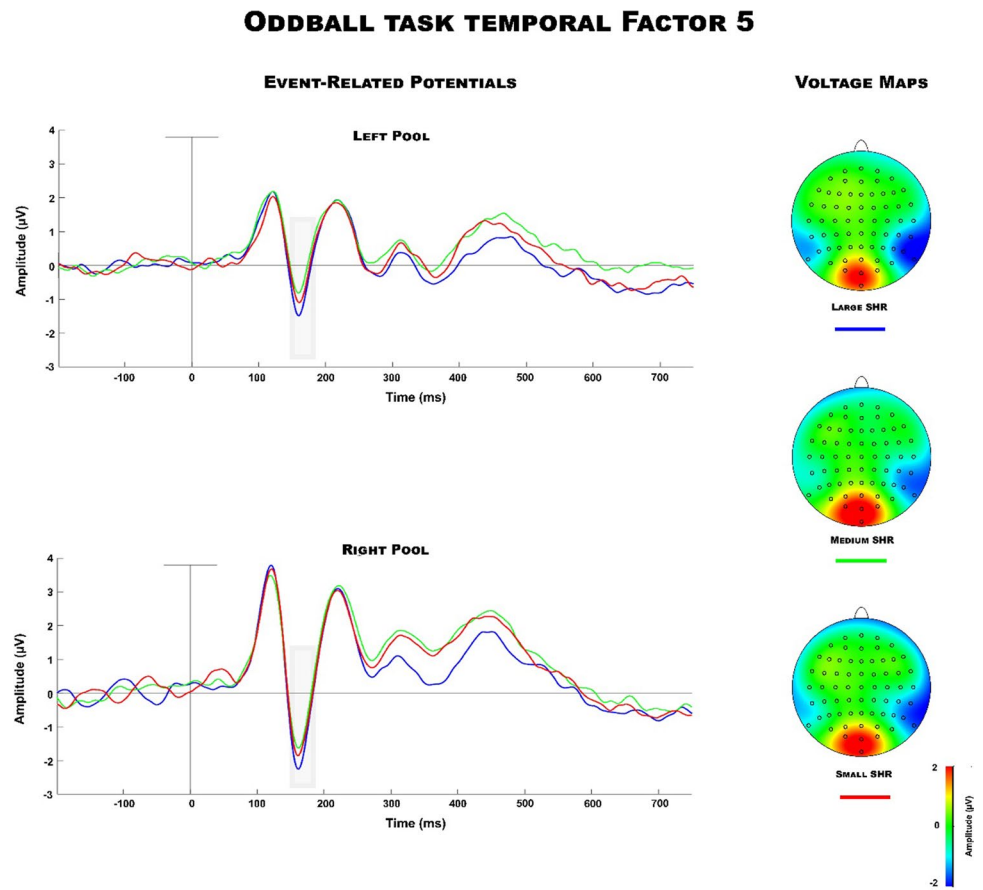 Oddball task temporal Factor 5
Event-Related Potentials
Voltage Maps
Left Pool
4
3
2
1
0
-1
-2
-3
Amplitude (µV)
-100 0 100 200 300 400 500 600 700
Time (ms)
Large SHR
Medium SHR
Right Pool
4
3
2
1
0
-1
-2
-3
Amplitude (µV)
-100 0 100 200 300 400 500 600 700
Time (ms)
Small SHR
2
0
-2
Amplitude (µV)